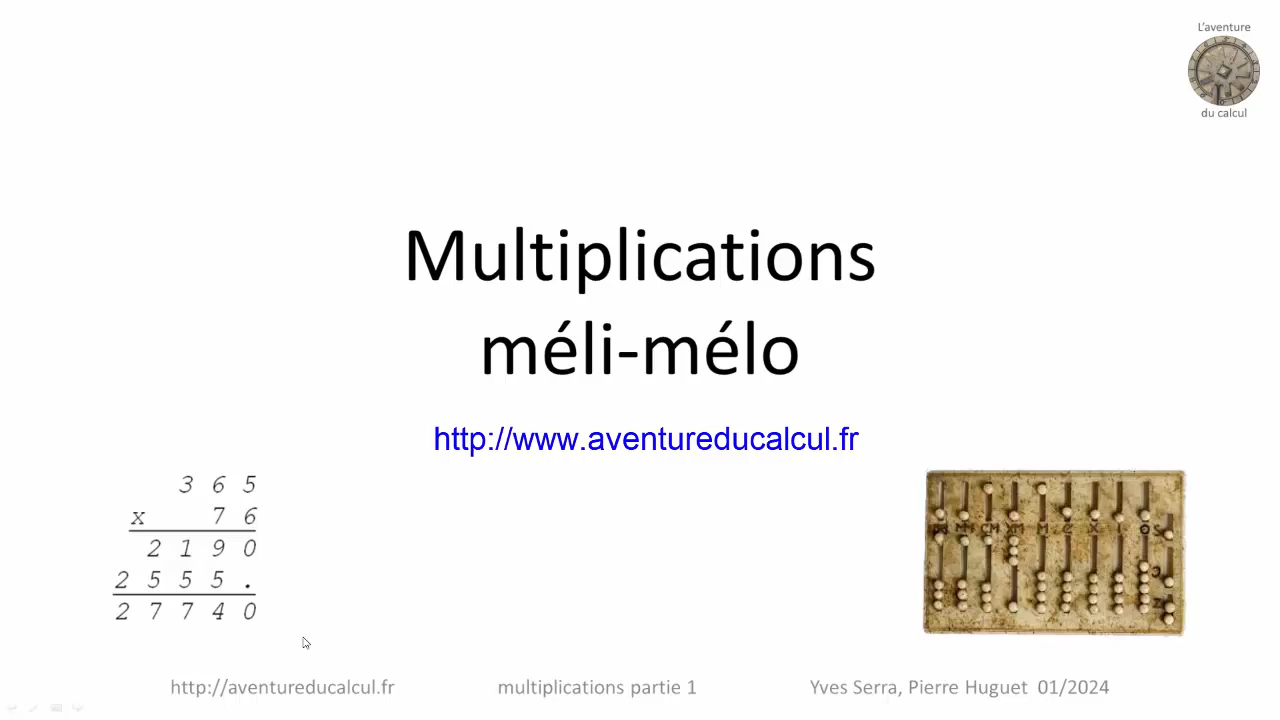 L'aventure
du calcul
Multiplications
méli-mélo
http://www.aventureducalcul.fr
3 6 5
x 7 6
2 1 9 0
2 5 5 5 .
2 7 7 4 0
http://aventureducalcul.fr
multiplications partie 1
Yves Serra, Pierre Huguet 01/2024